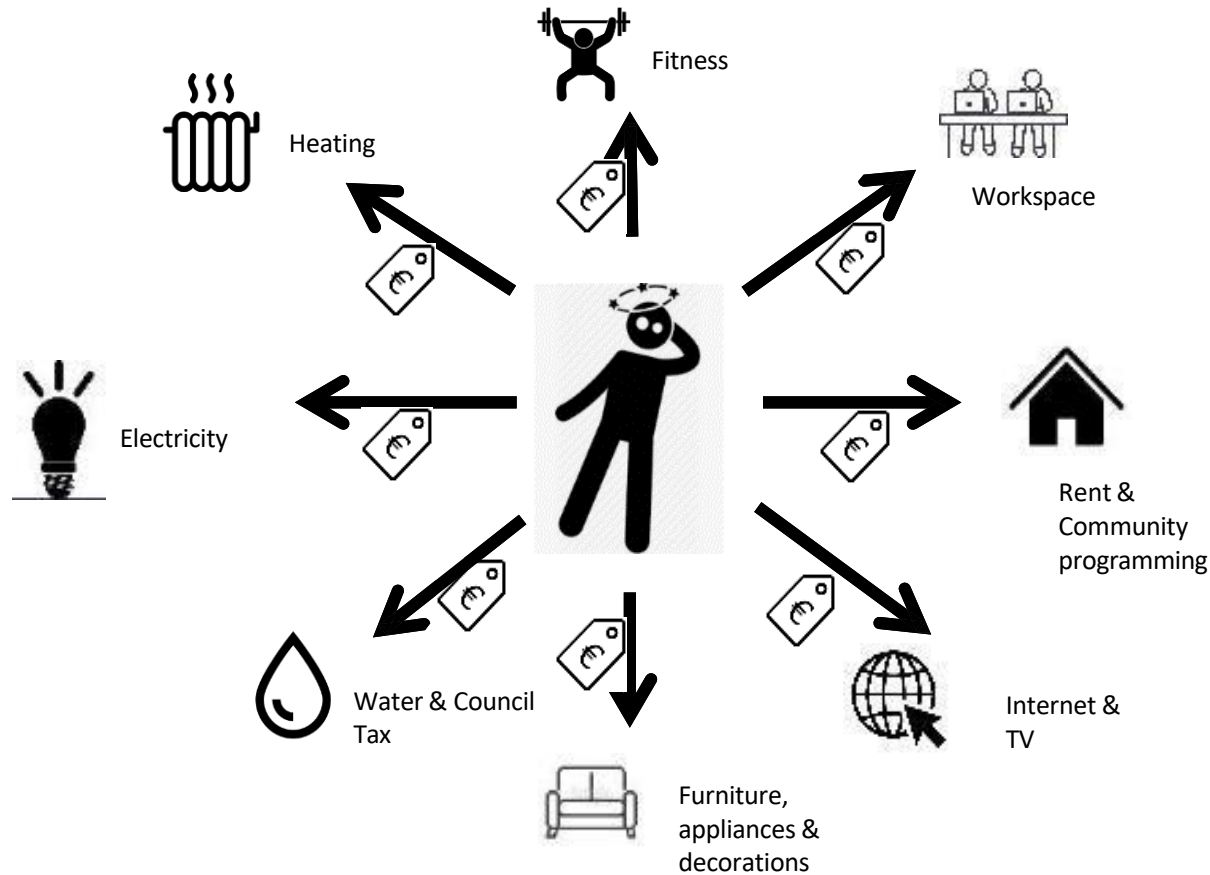 Fitness
Heating
Workspace
€
€
€
Electricity
€
€
Rent &
Community
programming
€
€
€
Water & Council
Tax
Internet &
TV
Furniture,
appliances &
decorations